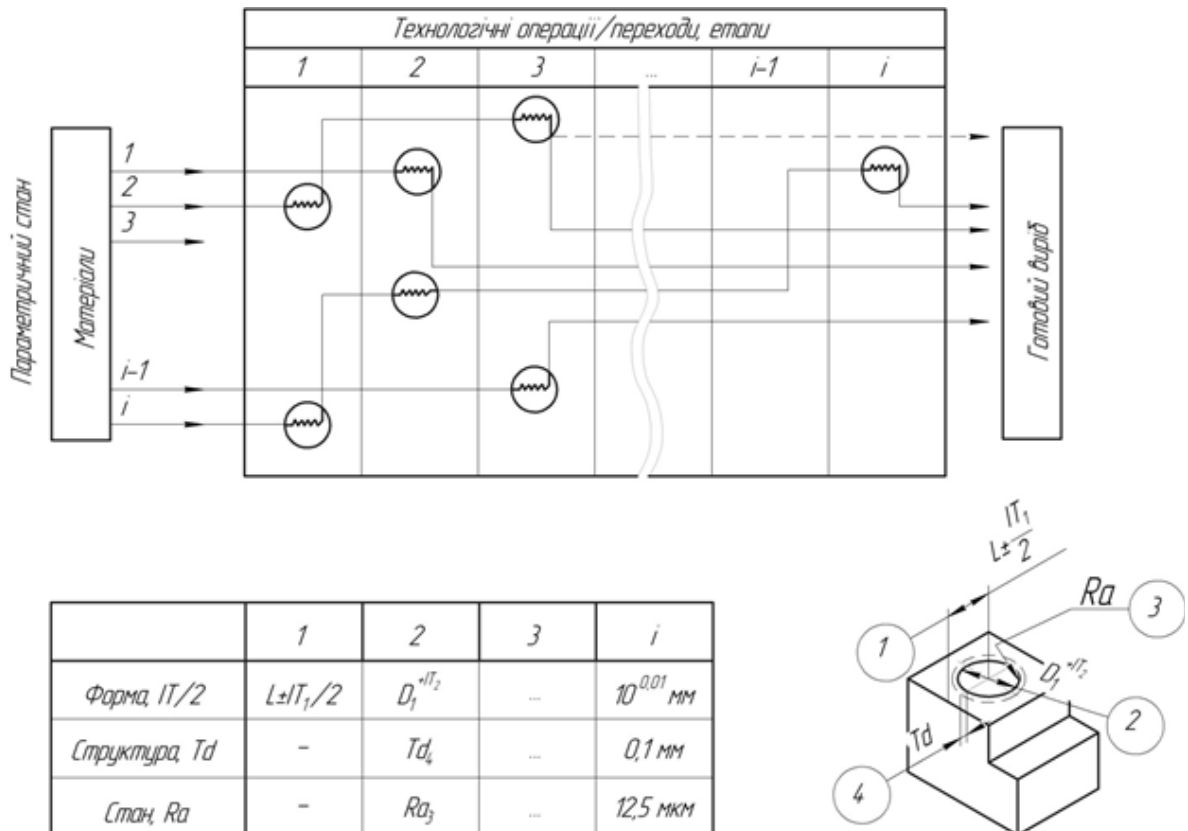 Технологічні операції/переходи, етапи
1 2 3 ... i-1 i
Параметричний стан
Матеріали
1
2
3
i-1
i
Готовий виріб
1 2 3 i
Форма, IT/2 L±IT₁/2 D₁⁺ᴵᵀ₂ ... 10^0,01 мм
Структура, Td - Td₄ ... 0,1 мм
Стан, Ra - Ra₃ ... 12,5 мкм
L± IT₁/2
Ra 3
1
D₁⁺ᴵᵀ₂
2
Td
4